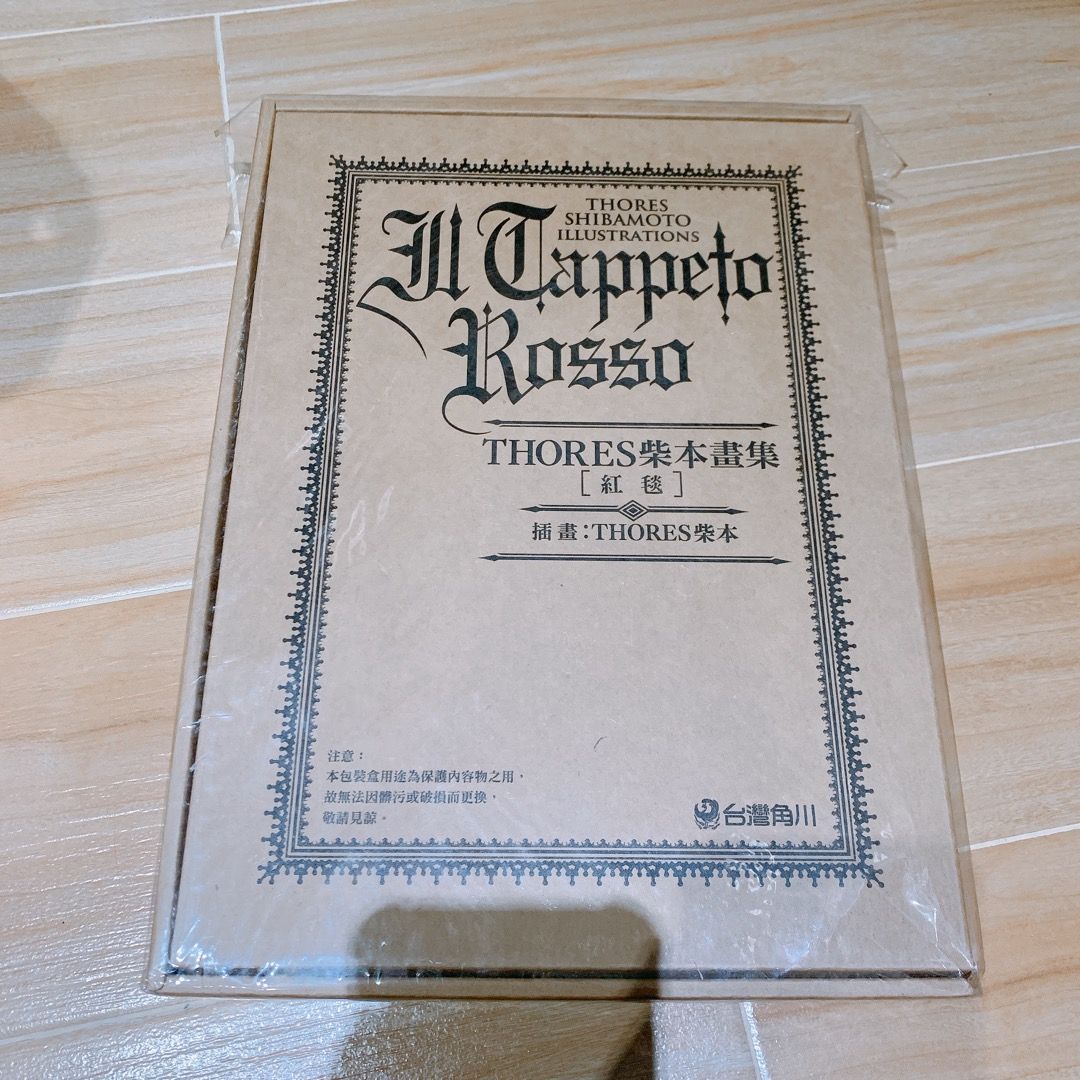 THORES
SHIBAMOTO
ILLUSTRATIONS
Il Tappeto
Rosso
THORES柴本畫集
[紅毯]
插畫：THORES柴本
注意：
本包裝盒用途為保護內容物之用，
故無法因髒污或破損而更換，
敬請見諒。
台灣角川